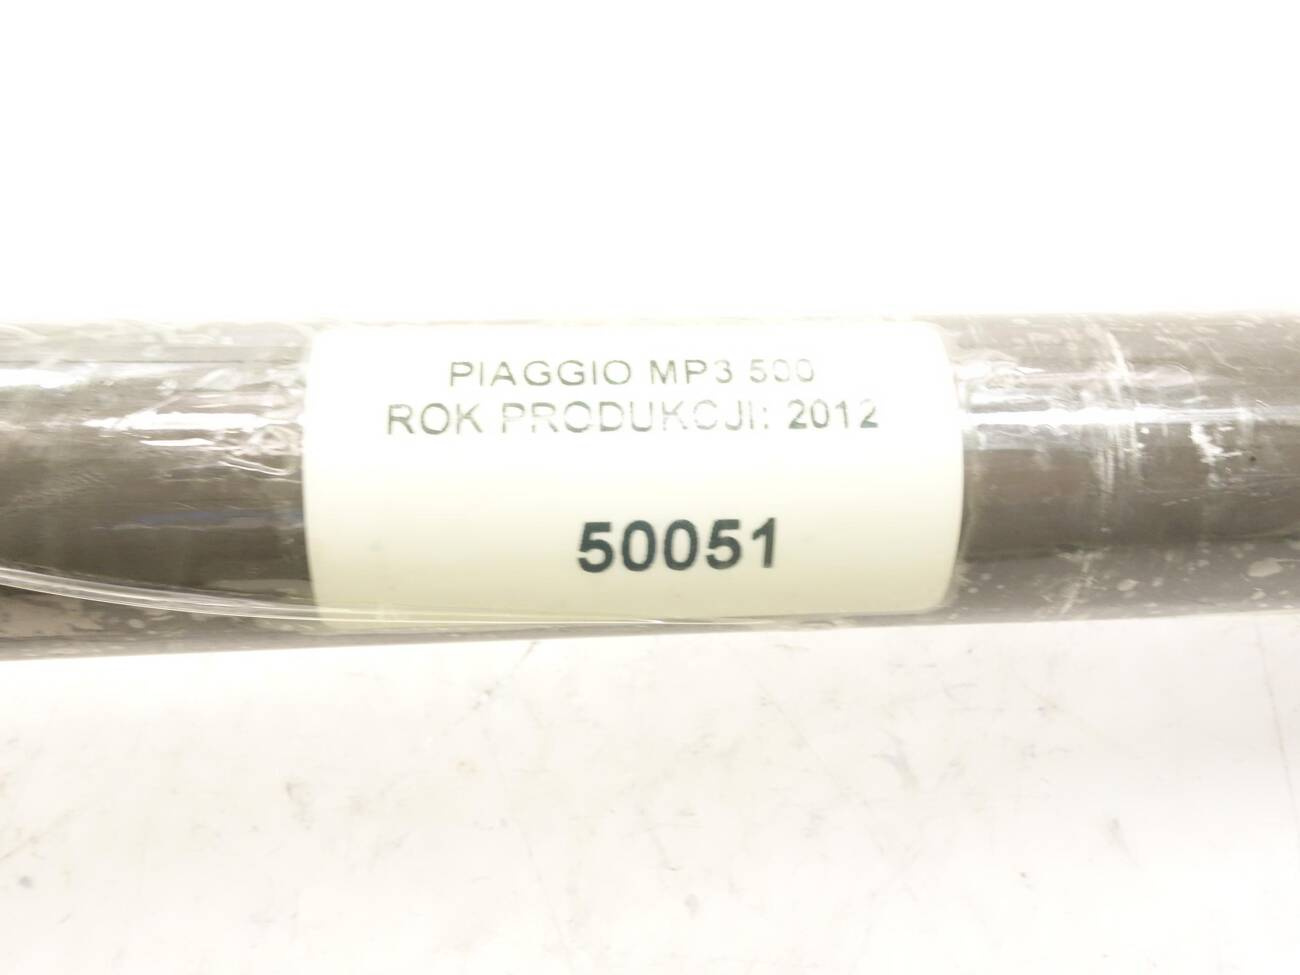 PIAGGIO MP3 500
ROK PRODUKCJI: 2012
50051